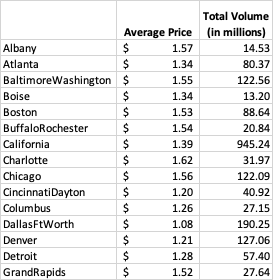 Average Price Total Volume (in millions)
Albany $ 1.57 14.53
Atlanta $ 1.34 80.37
BaltimoreWashington $ 1.55 122.56
Boise $ 1.34 13.20
Boston $ 1.53 88.64
BuffaloRochester $ 1.54 20.84
California $ 1.39 945.24
Charlotte $ 1.62 31.97
Chicago $ 1.56 122.09
CincinnatiDayton $ 1.20 40.92
Columbus $ 1.26 27.15
DallasFtWorth $ 1.08 190.25
Denver $ 1.21 127.06
Detroit $ 1.28 57.40
GrandRapids $ 1.52 27.64